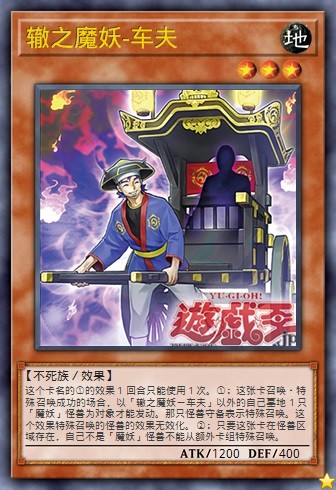 辙之魔妖-车夫
地
YU-GI-OH!
遊戯王
【不死族/效果】
这个卡名的①的效果1回合只能使用1次。①：这张卡召唤·特
殊召唤成功的场合，以「辙之魔妖-车夫」以外的自己墓地1只
「魔妖」怪兽为对象才能发动。那只怪兽守备表示特殊召唤。这
个效果特殊召唤的怪兽的效果无效化。②：只要这张卡在怪兽区
域存在，自己不是「魔妖」怪兽不能从额外卡组特殊召唤。
ATK/1200 DEF/400